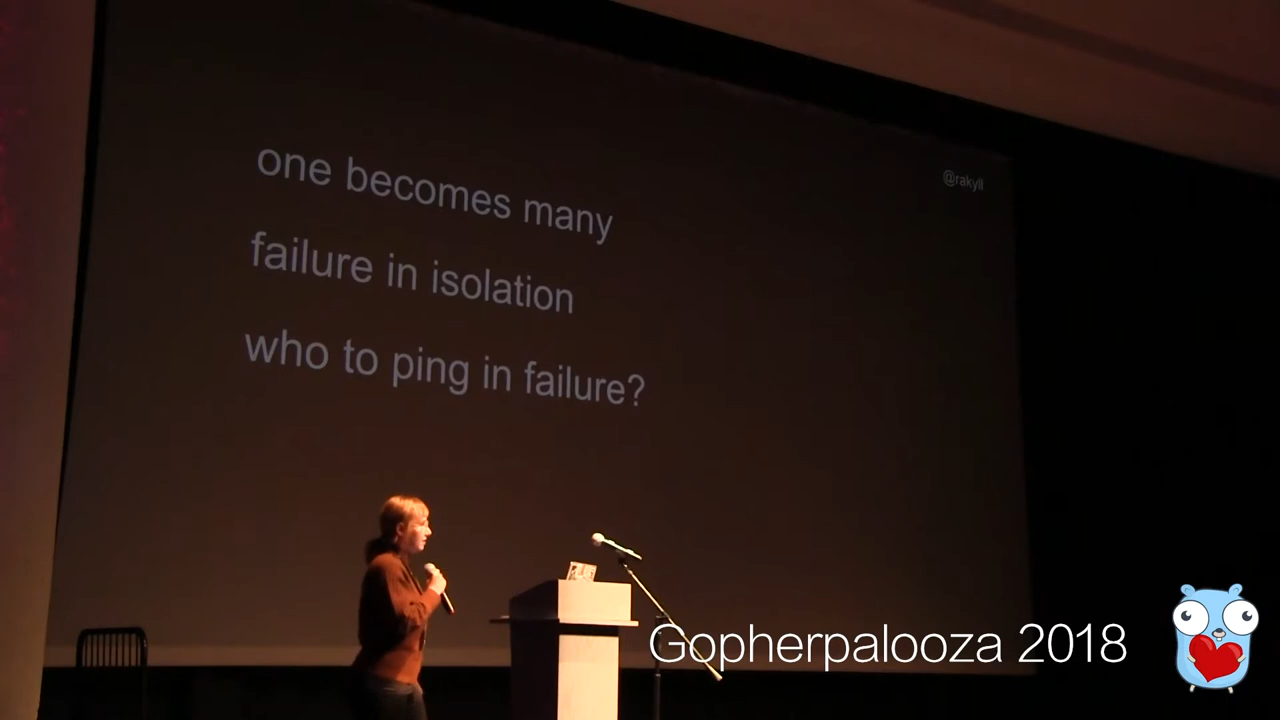 one becomes many
@rakyll
failure in isolation
who to ping in failure?
Gopherpalooza 2018